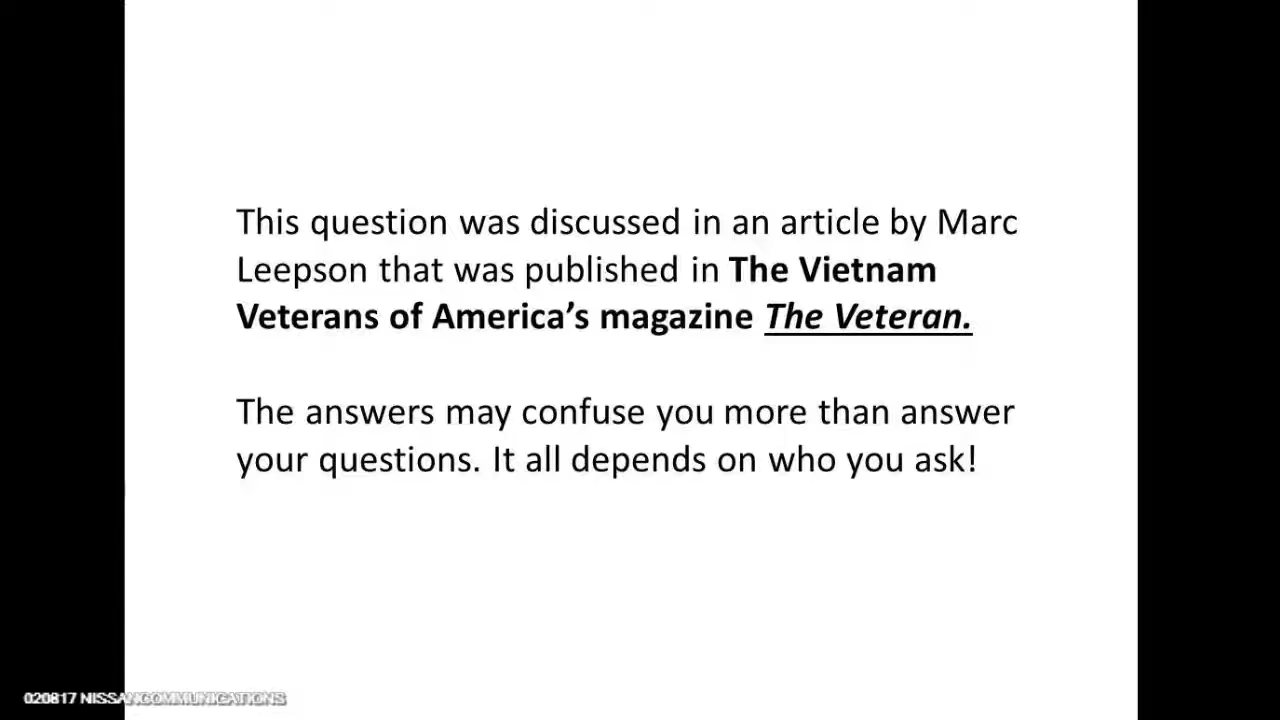 This question was discussed in an article by Marc
Leepson that was published in The Vietnam
Veterans of America’s magazine The Veteran.
The answers may confuse you more than answer
your questions. It all depends on who you ask!
020817 NISSANCOMMUNICATIONS